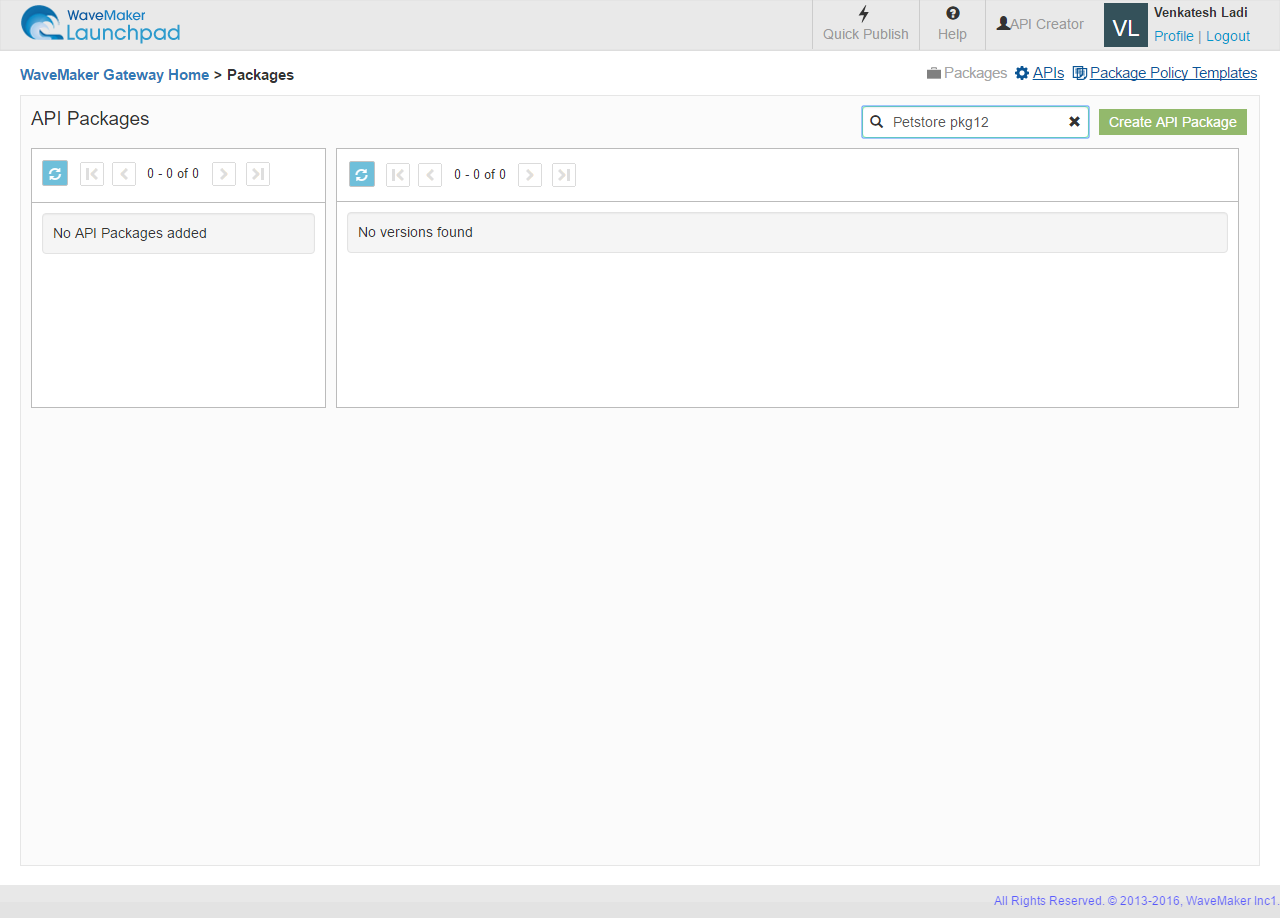 WaveMaker
Launchpad
Quick Publish
Help
API Creator
VL
Venkatesh Ladi
Profile | Logout
WaveMaker Gateway Home > Packages
Packages APIs Package Policy Templates
API Packages
Petstore pkg12
Create API Package
0 - 0 of 0
0 - 0 of 0
No API Packages added
No versions found
All Rights Reserved. © 2013-2016, WaveMaker Inc1.